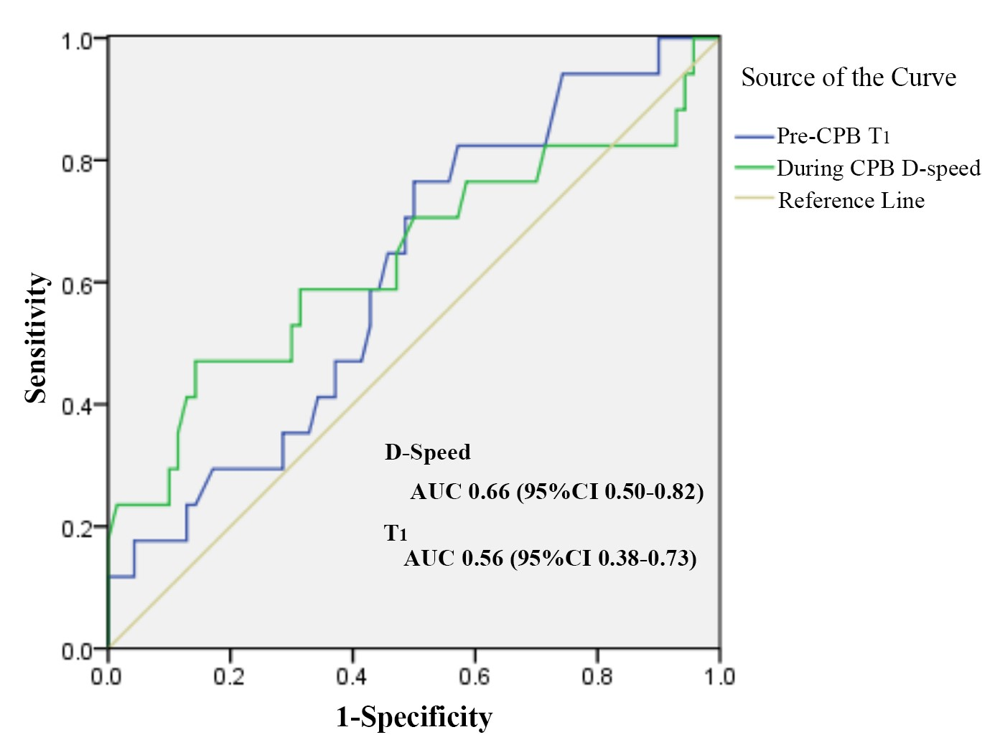 1.0
0.8
0.6
0.4
0.2
0.0
Sensitivity
0.0 0.2 0.4 0.6 0.8 1.0
1-Specificity
D-Speed
AUC 0.66 (95%CI 0.50-0.82)
T1
AUC 0.56 (95%CI 0.38-0.73)
Source of the Curve
Pre-CPB T1
During CPB D-speed
Reference Line